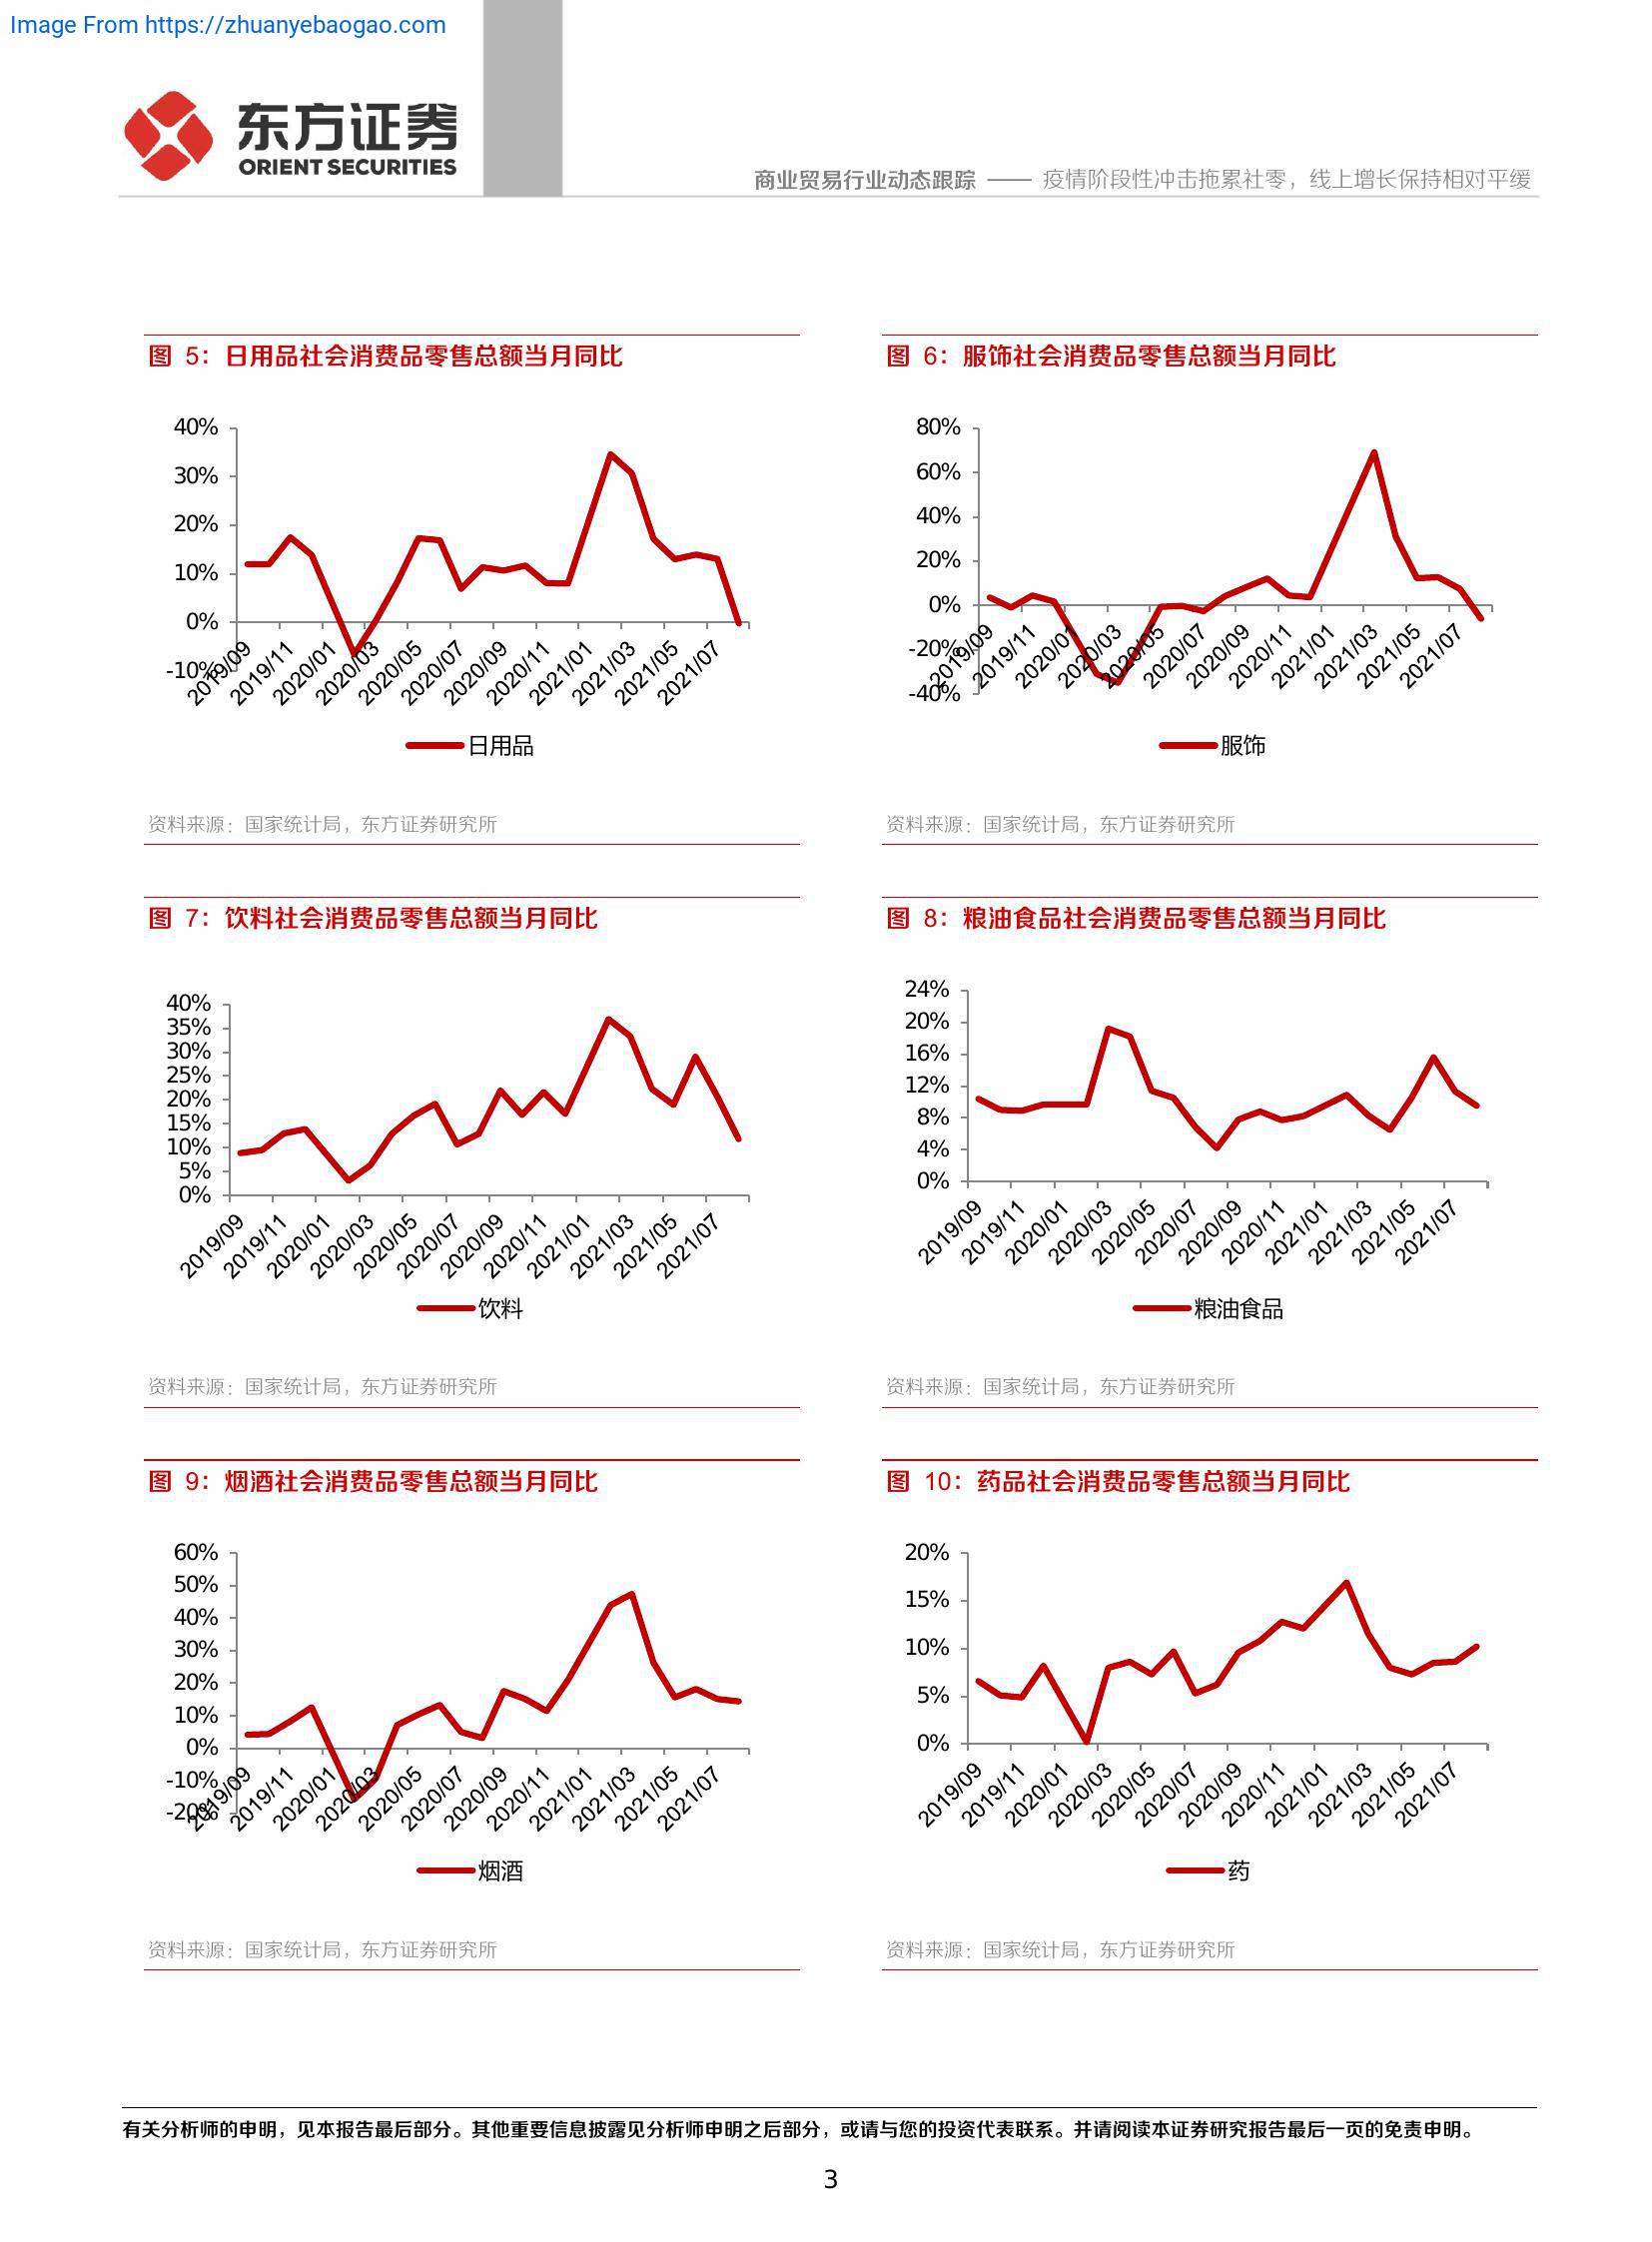 Image From https://zhuanyebaogao.com
东方证券
ORIENT SECURITIES
商业贸易行业动态跟踪 —— 疫情阶段性冲击拖累社零，线上增长保持相对平缓
图 5：日用品社会消费品零售总额当月同比
40%
30%
20%
10%
0%
-10%
2019/09 2019/11 2020/01 2020/03 2020/05 2020/07 2020/09 2020/11 2021/01 2021/03 2021/05 2021/07
日用品
资料来源：国家统计局，东方证券研究所
图 6：服饰社会消费品零售总额当月同比
80%
60%
40%
20%
0%
-20%
-40%
2019/09 2019/11 2020/01 2020/03 2020/05 2020/07 2020/09 2020/11 2021/01 2021/03 2021/05 2021/07
服饰
资料来源：国家统计局，东方证券研究所
图 7：饮料社会消费品零售总额当月同比
40%
35%
30%
25%
20%
15%
10%
5%
0%
2019/09 2019/11 2020/01 2020/03 2020/05 2020/07 2020/09 2020/11 2021/01 2021/03 2021/05 2021/07
饮料
资料来源：国家统计局，东方证券研究所
图 8：粮油食品社会消费品零售总额当月同比
24%
20%
16%
12%
8%
4%
0%
2019/09 2019/11 2020/01 2020/03 2020/05 2020/07 2020/09 2020/11 2021/01 2021/03 2021/05 2021/07
粮油食品
资料来源：国家统计局，东方证券研究所
图 9：烟酒社会消费品零售总额当月同比
60%
50%
40%
30%
20%
10%
0%
-10%
-20%
2019/09 2019/11 2020/01 2020/03 2020/05 2020/07 2020/09 2020/11 2021/01 2021/03 2021/05 2021/07
烟酒
资料来源：国家统计局，东方证券研究所
图 10：药品社会消费品零售总额当月同比
20%
15%
10%
5%
0%
2019/09 2019/11 2020/01 2020/03 2020/05 2020/07 2020/09 2020/11 2021/01 2021/03 2021/05 2021/07
药
资料来源：国家统计局，东方证券研究所
有关分析师的申明，见本报告最后部分。其他重要信息披露见分析师申明之后部分，或请与您的投资代表联系。并请阅读本证券研究报告最后一页的免责申明。
3